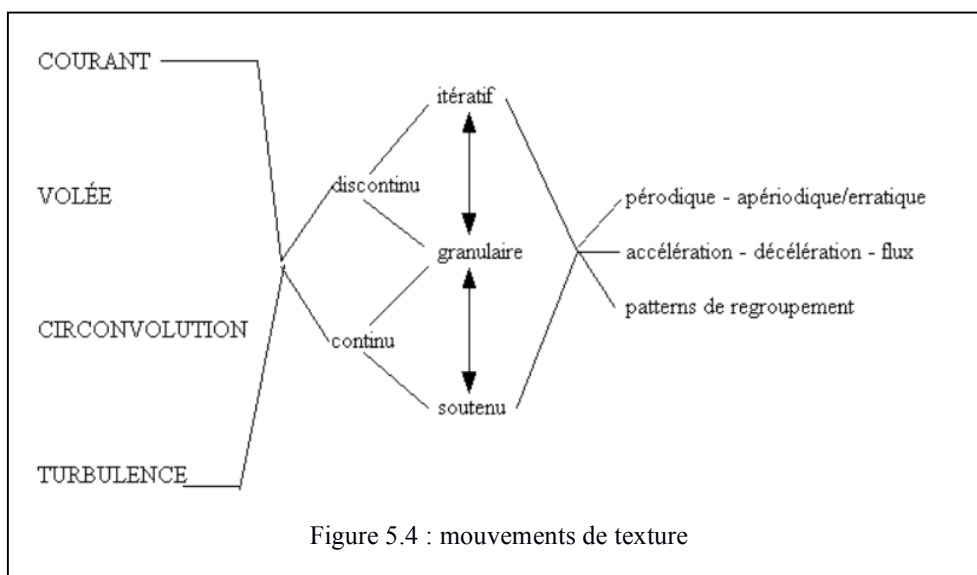 COURANT
VOLÉE
CIRCONVOLUTION
TURBULENCE
discontinu
continu
itératif
granulaire
soutenu
pérodique - apériodique/erratique
accélération - décélération - flux
patterns de regroupement
Figure 5.4 : mouvements de texture